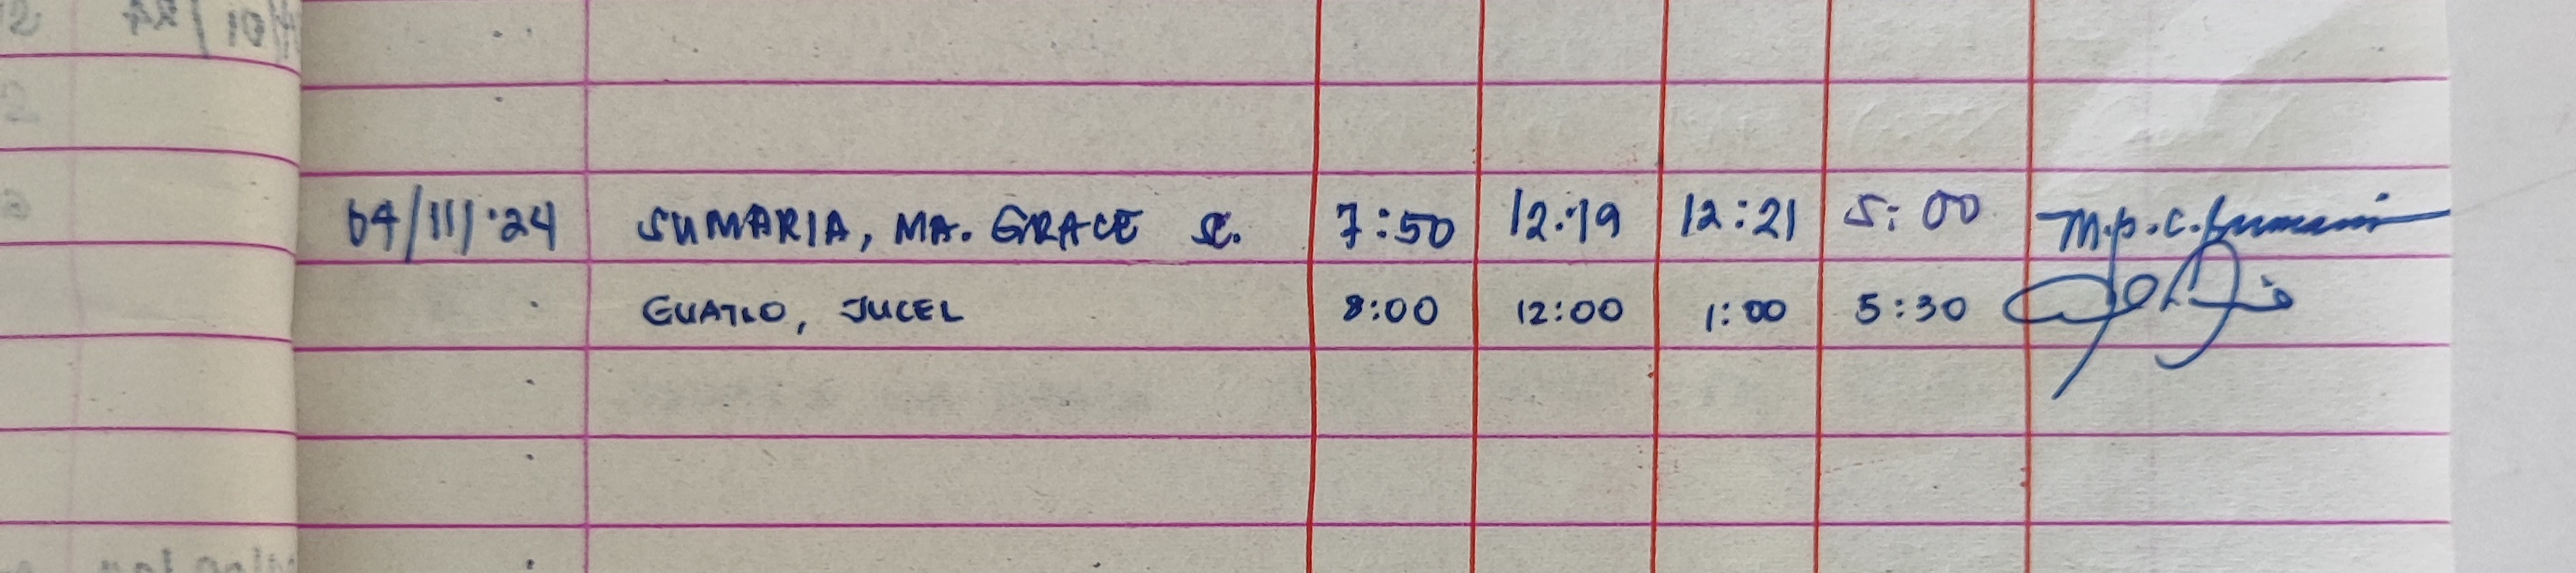 04/11/24 SUMARIA, MA. GRACE C. 7:50 12:19 12:21 5:00
GUATLO, JUCEL 8:00 12:00 1:00 5:30